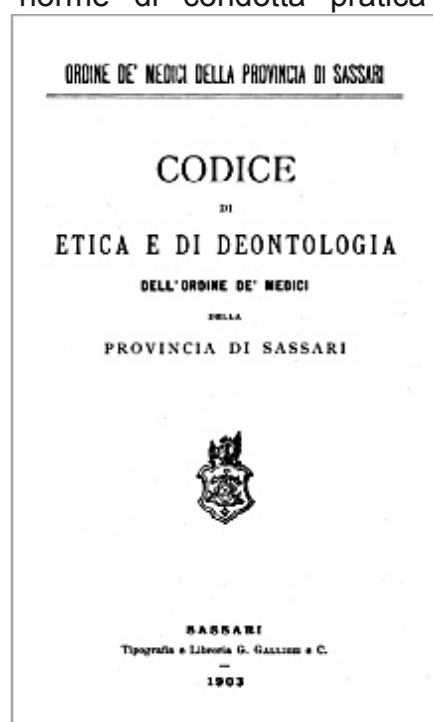 norme di condotta pratica
ORDINE DE' MEDICI DELLA PROVINCIA DI SASSARI
CODICE
DI
ETICA E DI DEONTOLOGIA
DELL'ORDINE DE' MEDICI
DELLA
PROVINCIA DI SASSARI
SASSARI
Tipografia e Libreria G. e C.
1903